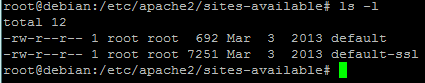 root@debian:/etc/apache2/sites-available# ls -l
total 12
-rw-r--r-- 1 root root  692 Mar  3  2013 default
-rw-r--r-- 1 root root 7251 Mar  3  2013 default-ssl
root@debian:/etc/apache2/sites-available#